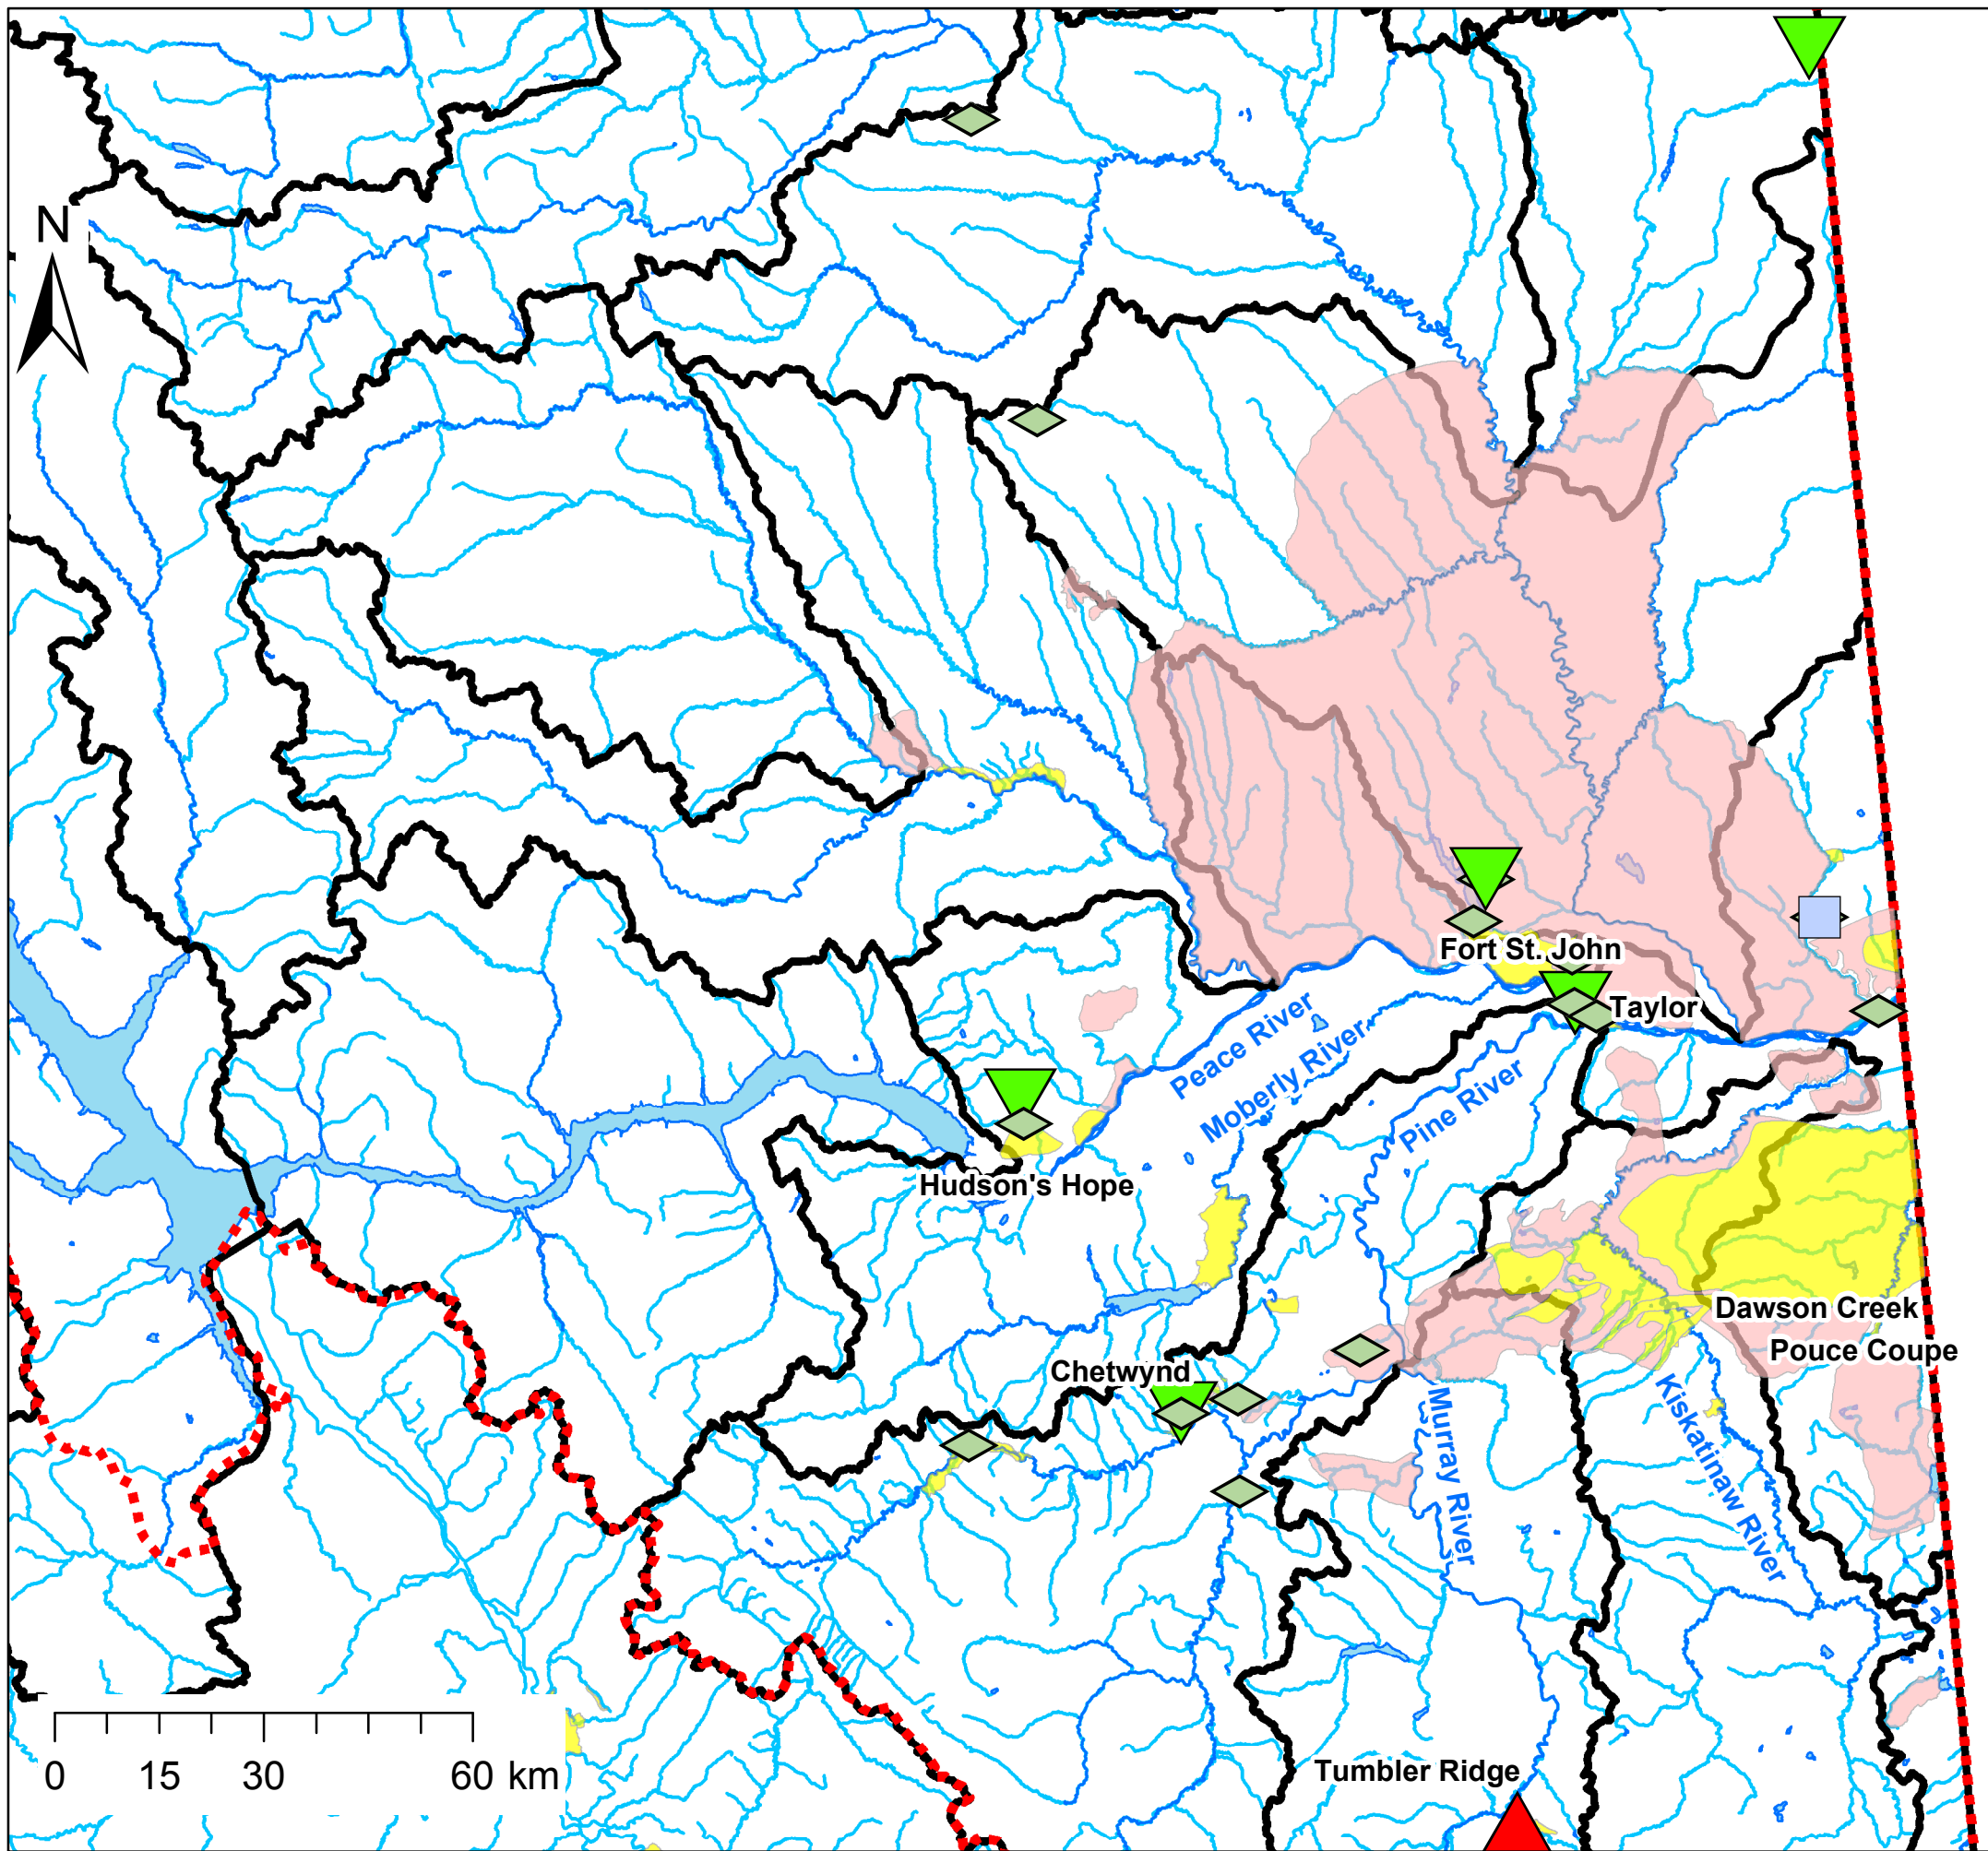 N
Fort St. John
Taylor
Peace River
Moberly River
Pine River
Hudson's Hope
Dawson Creek
Pouce Coupe
Chetwynd
Murray River
Kiskatinaw River
Tumbler Ridge
0 15 30 60 km